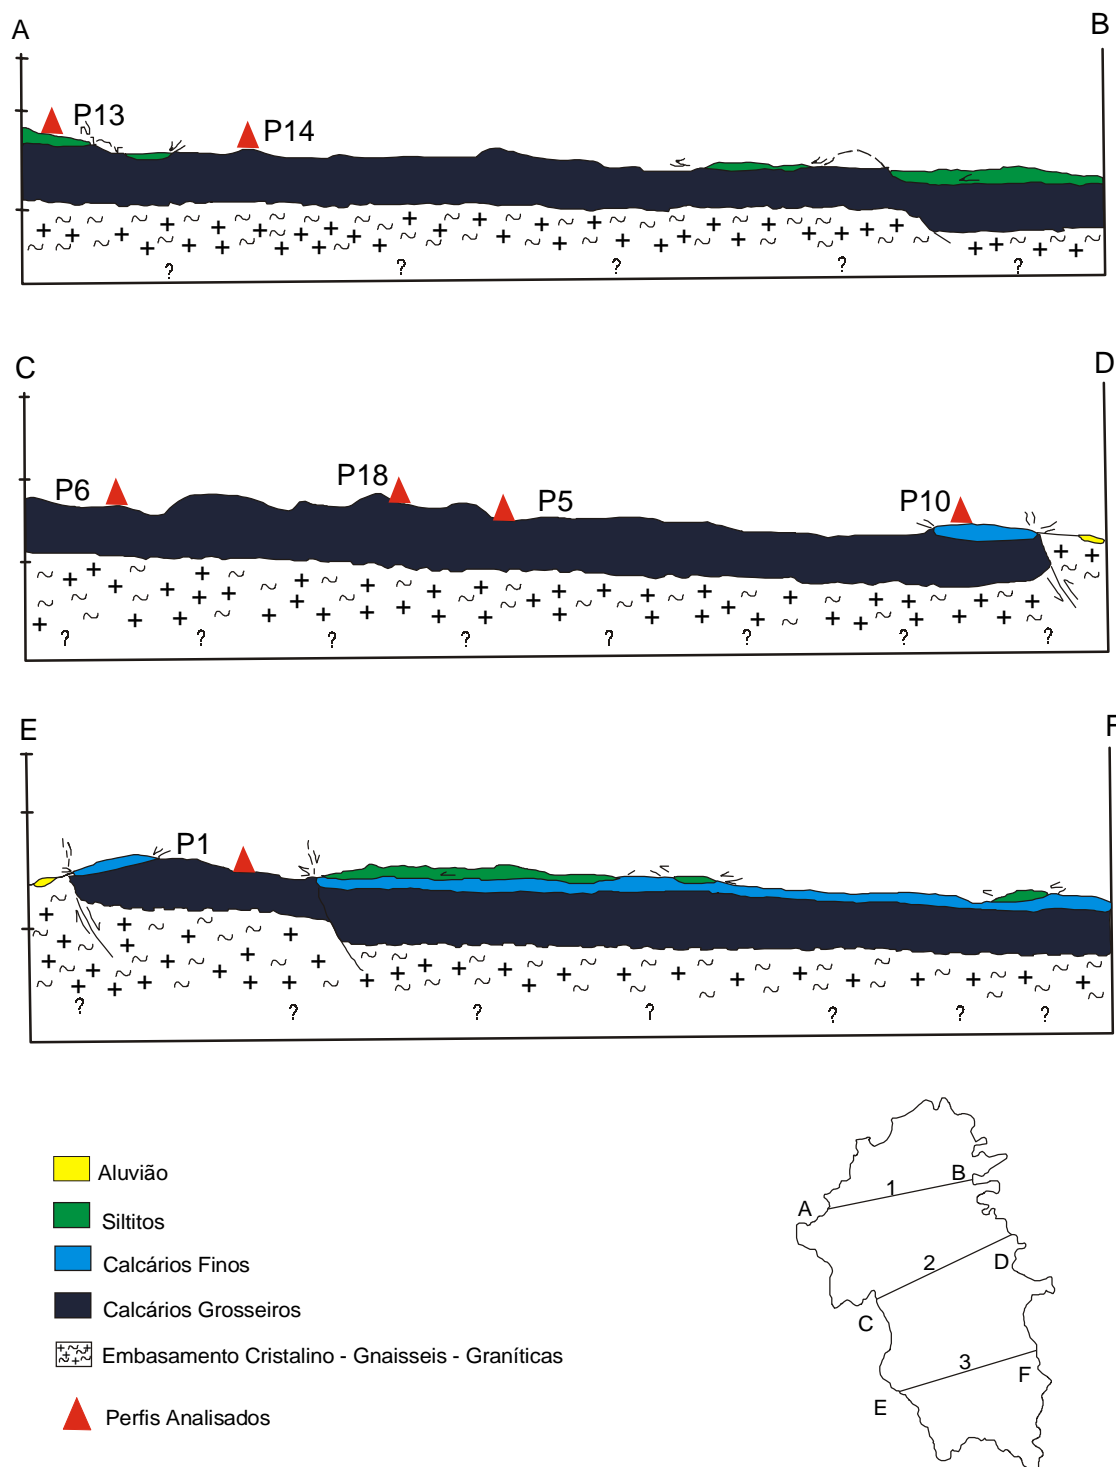 A B
P13 P14
? ? ? ? ?
C D
P6 P18 P5 P10
? ? ? ? ? ? ? ?
E F
P1
? ? ? ? ? ? ?
Aluvião
Siltitos
Calcários Finos
Calcários Grosseiros
Embasamento Cristalino - Gnaisseis - Graníticas
Perfis Analisados
A 1 B
C 2 D
E 3 F